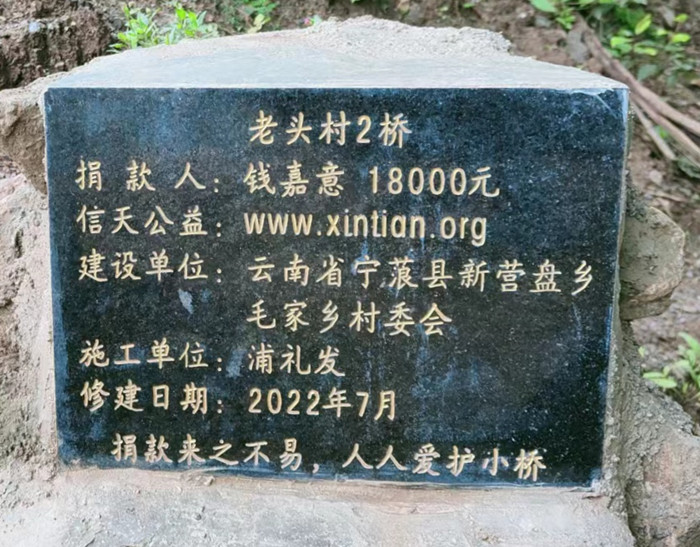 老头村2桥
捐款人：钱嘉意 18000元
信天公益：www.xintian.org
建设单位：云南省宁蒗县新营盘乡
毛家乡村委会
施工单位：浦礼发
修建日期：2022年7月
捐款来之不易，人人爱护小桥